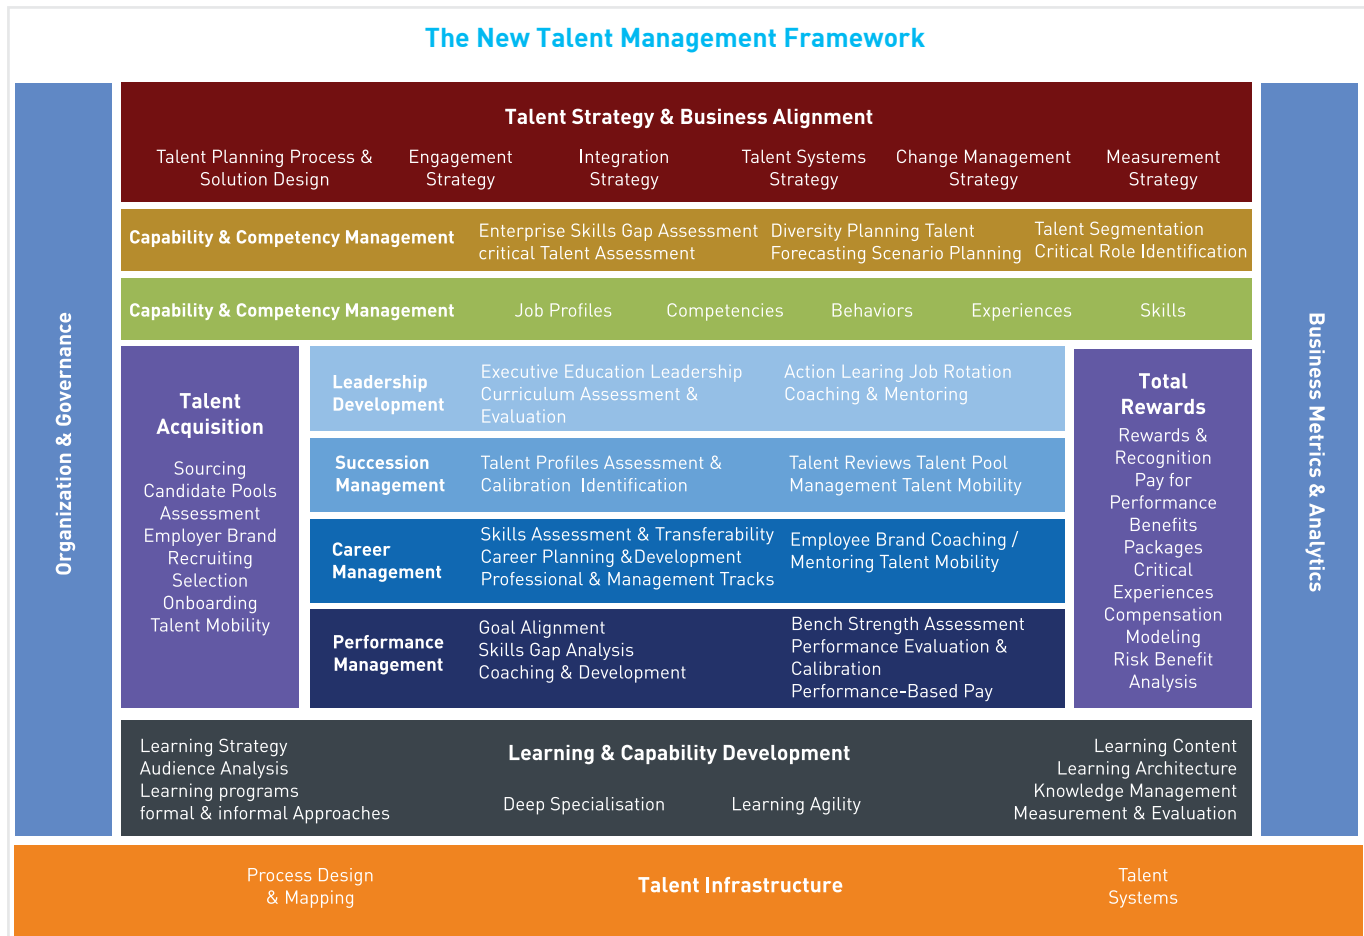 The New Talent Management Framework
Organization & Governance
Talent Strategy & Business Alignment
Talent Planning Process &
Solution Design
Engagement
Strategy
Integration
Strategy
Talent Systems
Strategy
Change Management
Strategy
Measurement
Strategy
Capability & Competency Management
Enterprise Skills Gap Assessment
critical Talent Assessment
Diversity Planning Talent
Forecasting Scenario Planning
Talent Segmentation
Critical Role Identification
Capability & Competency Management
Job Profiles
Competencies
Behaviors
Experiences
Skills
Talent
Acquisition
Sourcing
Candidate Pools
Assessment
Employer Brand
Recruiting
Selection
Onboarding
Talent Mobility
Leadership
Development
Executive Education Leadership
Curriculum Assessment &
Evaluation
Action Learing Job Rotation
Coaching & Mentoring
Succession
Management
Talent Profiles Assessment &
Calibration Identification
Talent Reviews Talent Pool
Management Talent Mobility
Career
Management
Skills Assessment & Transferability
Career Planning &Development
Professional & Management Tracks
Employee Brand Coaching /
Mentoring Talent Mobility
Performance
Management
Goal Alignment
Skills Gap Analysis
Coaching & Development
Bench Strength Assessment
Performance Evaluation &
Calibration
Performance-Based Pay
Total
Rewards
Rewards &
Recognition
Pay for
Performance
Benefits
Packages
Critical
Experiences
Compensation
Modeling
Risk Benefit
Analysis
Business Metrics & Analytics
Learning Strategy
Audience Analysis
Learning programs
formal & informal Approaches
Learning & Capability Development
Deep Specialisation
Learning Agility
Learning Content
Learning Architecture
Knowledge Management
Measurement & Evaluation
Process Design
& Mapping
Talent Infrastructure
Talent
Systems